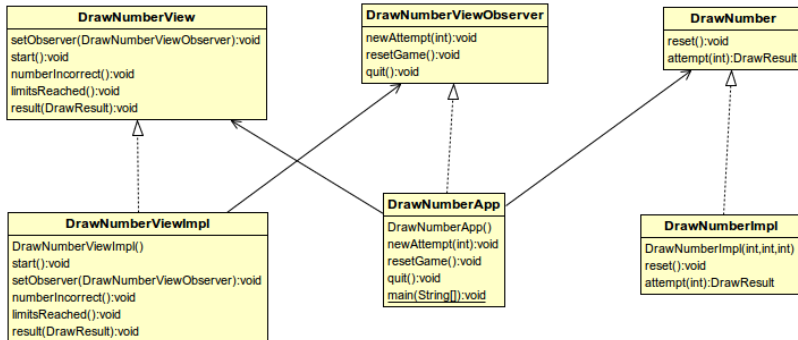 DrawNumberView
setObserver(DrawNumberViewObserver):void
start():void
numberIncorrect():void
limitsReached():void
result(DrawResult):void
DrawNumberViewObserver
newAttempt(int):void
resetGame():void
quit():void
DrawNumber
reset():void
attempt(int):DrawResult
DrawNumberViewImpl
DrawNumberViewImpl()
start():void
setObserver(DrawNumberViewObserver):void
numberIncorrect():void
limitsReached():void
result(DrawResult):void
DrawNumberApp
DrawNumberApp()
newAttempt(int):void
resetGame():void
quit():void
main(String[]):void
DrawNumberImpl
DrawNumberImpl(int,int,int)
reset():void
attempt(int):DrawResult